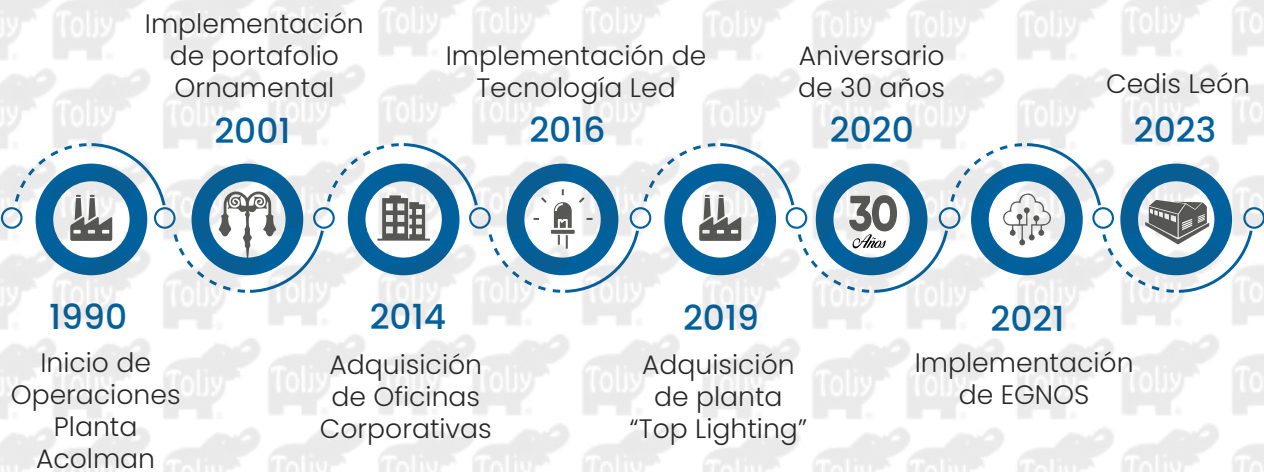 Implementación
de portafolio
Ornamental
2001
Implementación de
Tecnología Led
2016
Aniversario
de 30 años
2020
Cedis León
2023
30
Años
1990
Inicio de
Operaciones
Planta
Acolman
2014
Adquisición
de Oficinas
Corporativas
2019
Adquisición
de planta
“Top Lighting”
2021
Implementación
de EGNOS
Toljy